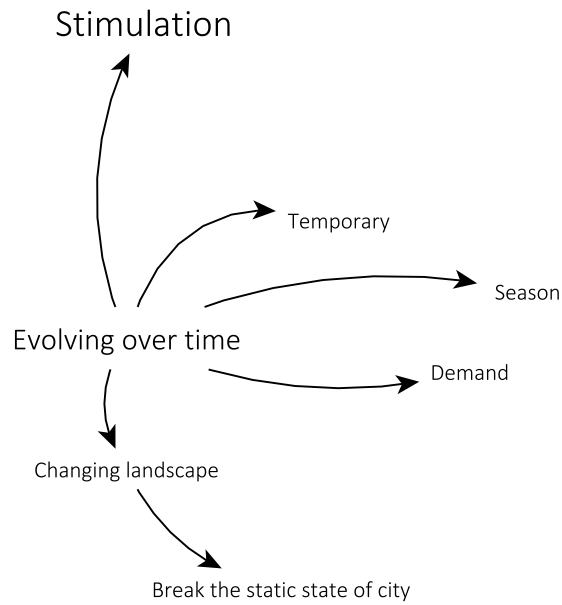 Stimulation
Temporary
Season
Evolving over time
Demand
Changing landscape
Break the static state of city